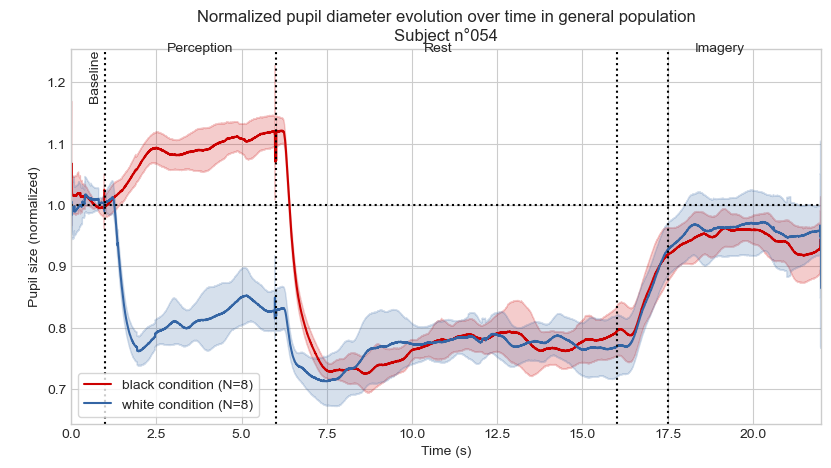 Normalized pupil diameter evolution over time in general population
Subject n°054
Baseline
Perception
Rest
Imagery
Pupil size (normalized)
1.2
1.1
1.0
0.9
0.8
0.7
black condition (N=8)
white condition (N=8)
0.0 2.5 5.0 7.5 10.0 12.5 15.0 17.5 20.0
Time (s)